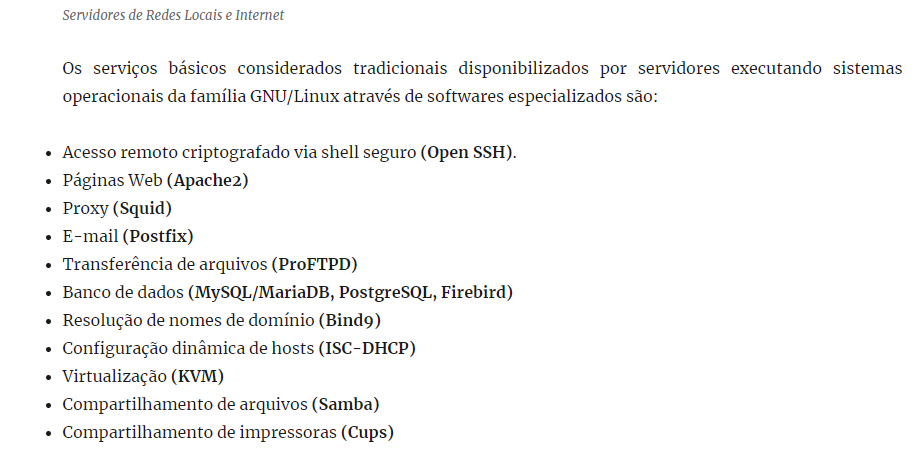 Servidores de Redes Locais e Internet
Os serviços básicos considerados tradicionais disponibilizados por servidores executando sistemas
operacionais da família GNU/Linux através de softwares especializados são:
• Acesso remoto criptografado via shell seguro (Open SSH).
• Páginas Web (Apache2)
• Proxy (Squid)
• E-mail (Postfix)
• Transferência de arquivos (ProFTPD)
• Banco de dados (MySQL/MariaDB, PostgreSQL, Firebird)
• Resolução de nomes de domínio (Bind9)
• Configuração dinâmica de hosts (ISC-DHCP)
• Virtualização (KVM)
• Compartilhamento de arquivos (Samba)
• Compartilhamento de impressoras (Cups)